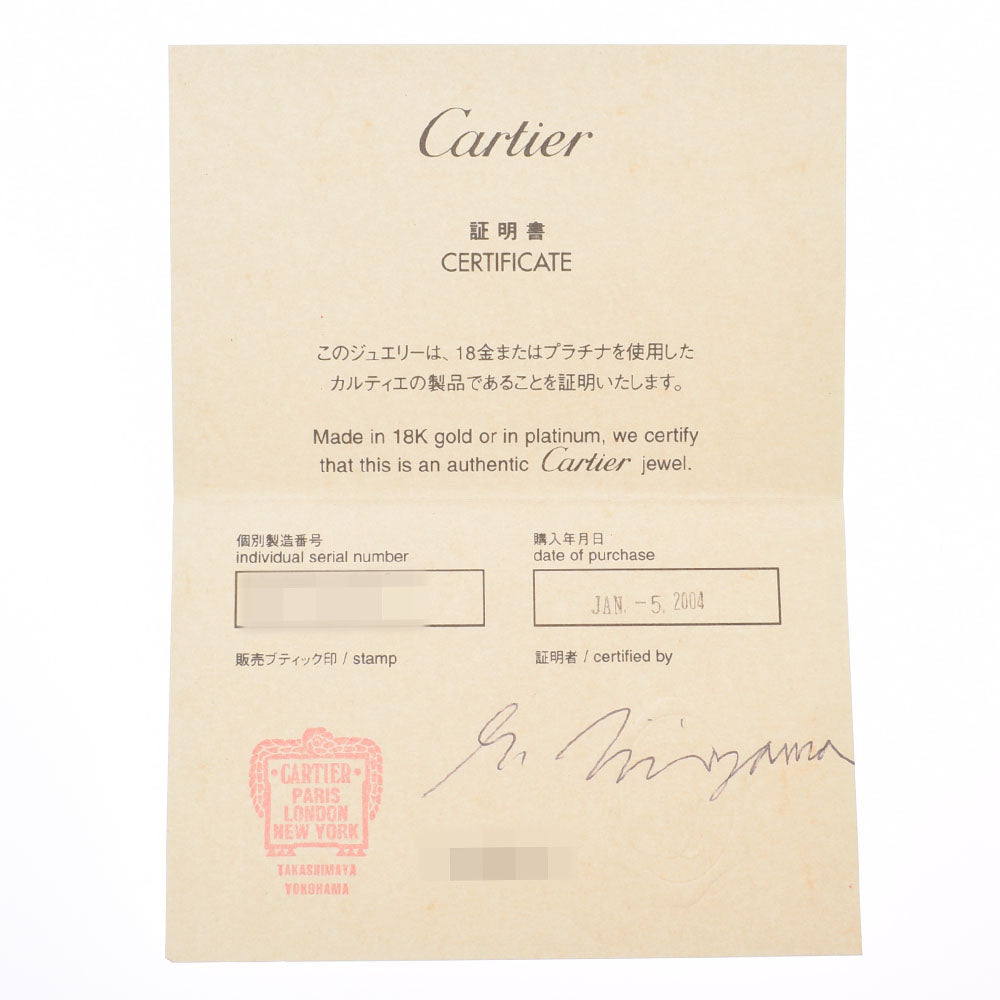 Cartier
証明書
CERTIFICATE
このジュエリーは、18金またはプラチナを使用した
カルティエの製品であることを証明いたします。
Made in 18K gold or in platinum, we certify
that this is an authentic Cartier jewel.
個別製造番号
individual serial number
購入年月日
date of purchase
JAN. -5. 2004
販売ブティック印 / stamp
証明者 / certified by
·CARTIER·
PARIS
LONDON
NEW YORK
TAKASHIMAYA
YOKOHAMA